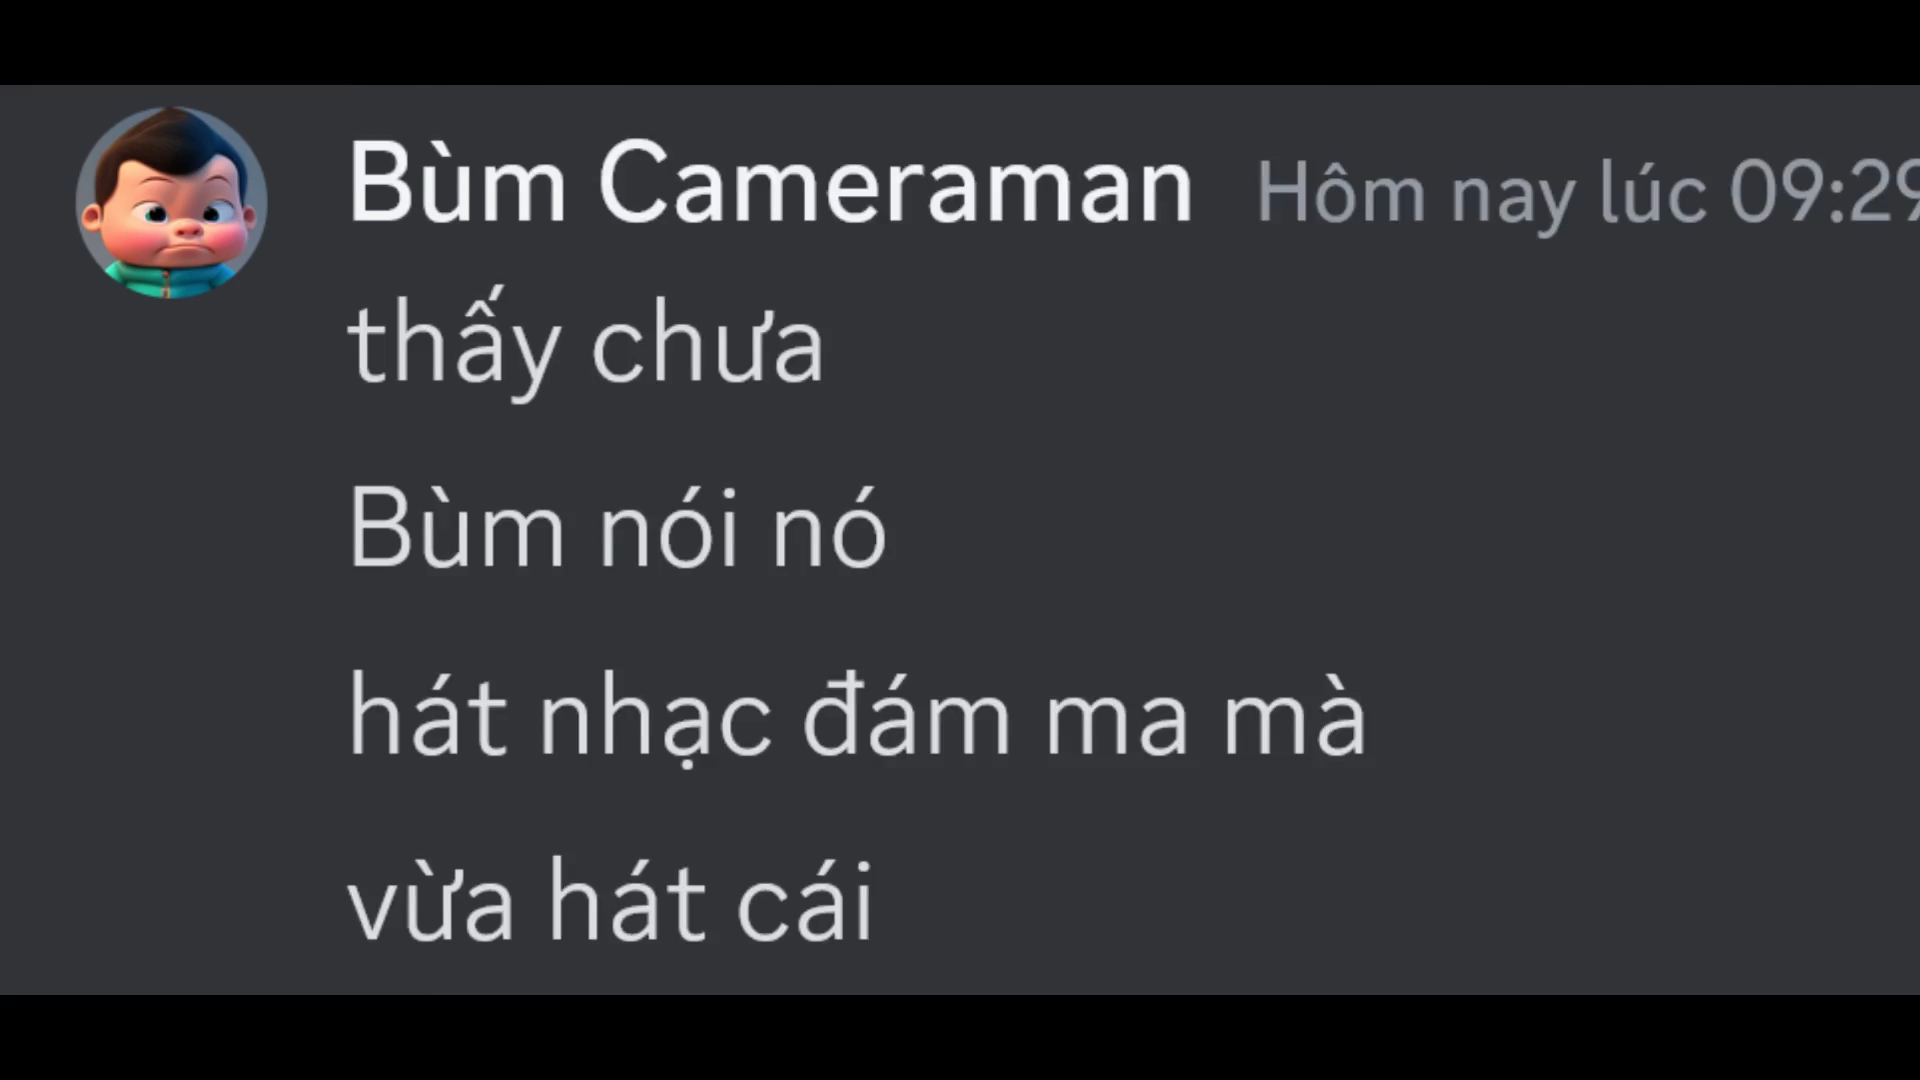 Bùm Cameraman Hôm nay lúc 09:29
thấy chưa
Bùm nói nó
hát nhạc đám ma mà
vừa hát cái